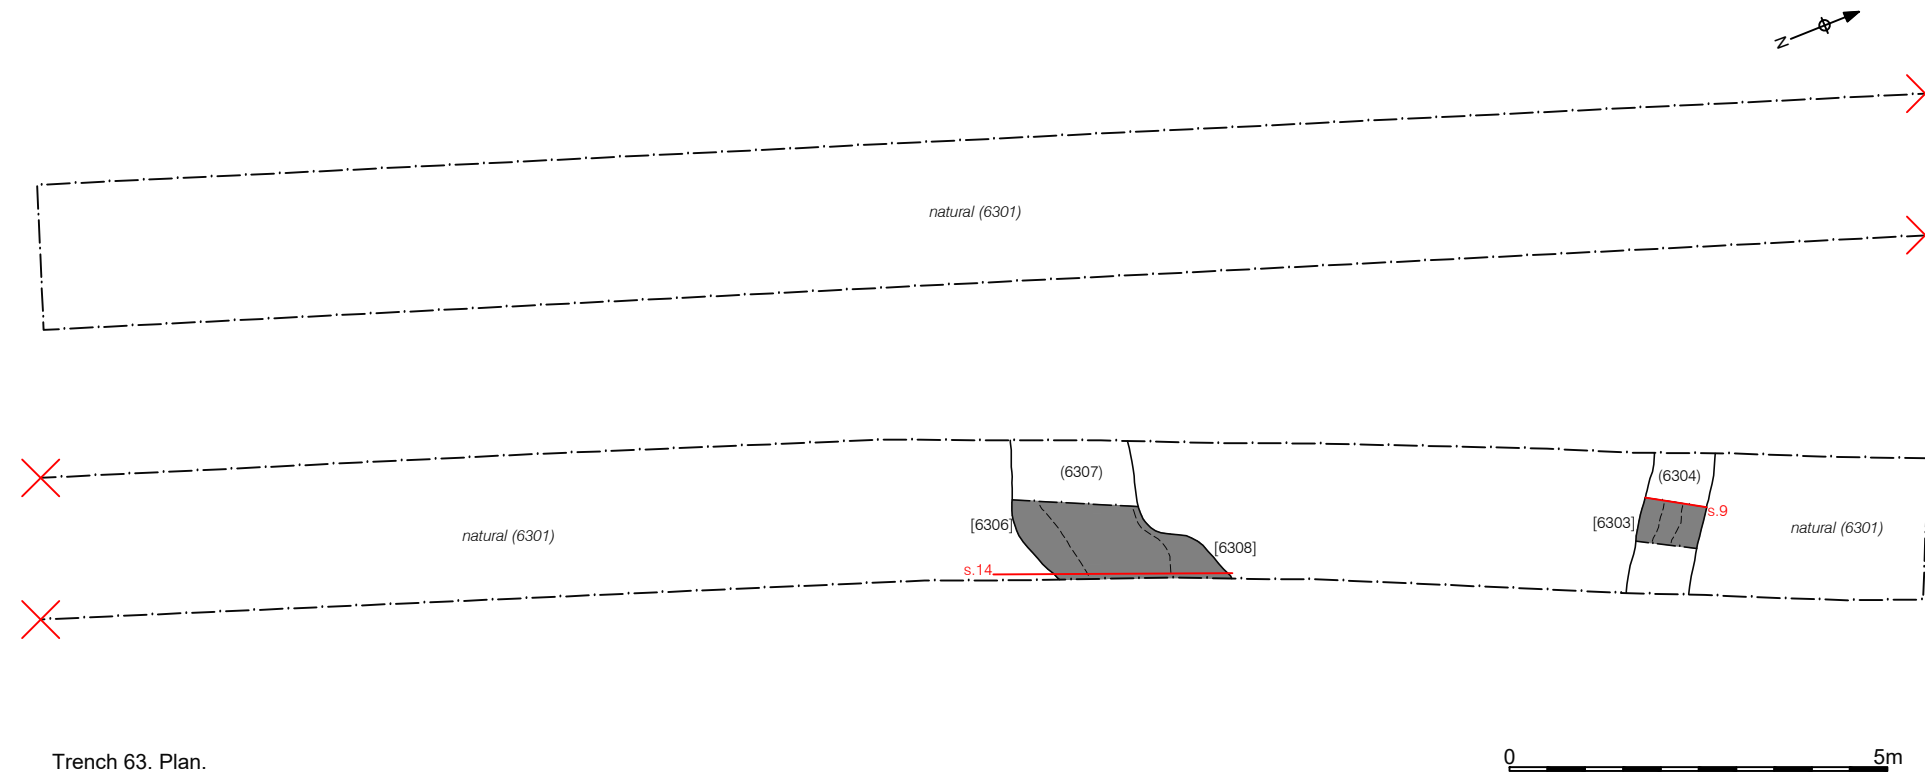 N
natural (6301)
(6307)
(6304)
[6306]
[6308]
[6303]
s.9
natural (6301)
natural (6301)
s.14
Trench 63. Plan.
0 5m